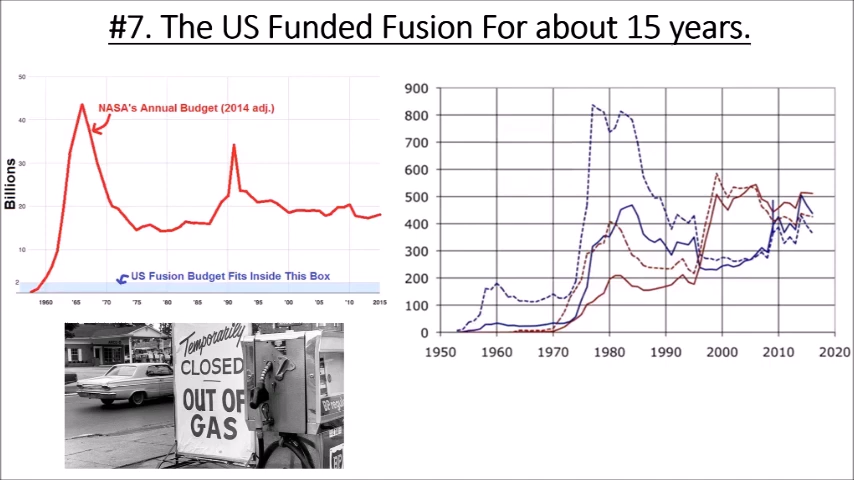 #7. The US Funded Fusion For about 15 years.
50
40
30
20
10
2
Billions
NASA's Annual Budget (2014 adj.)
US Fusion Budget Fits Inside This Box
1960 '65 '70 '75 '80 '85 '90 '95 '00 '05 '10 2015
900
800
700
600
500
400
300
200
100
0
1950 1960 1970 1980 1990 2000 2010 2020
Temporarily
CLOSED
OUT OF
GAS
BP regu
BP